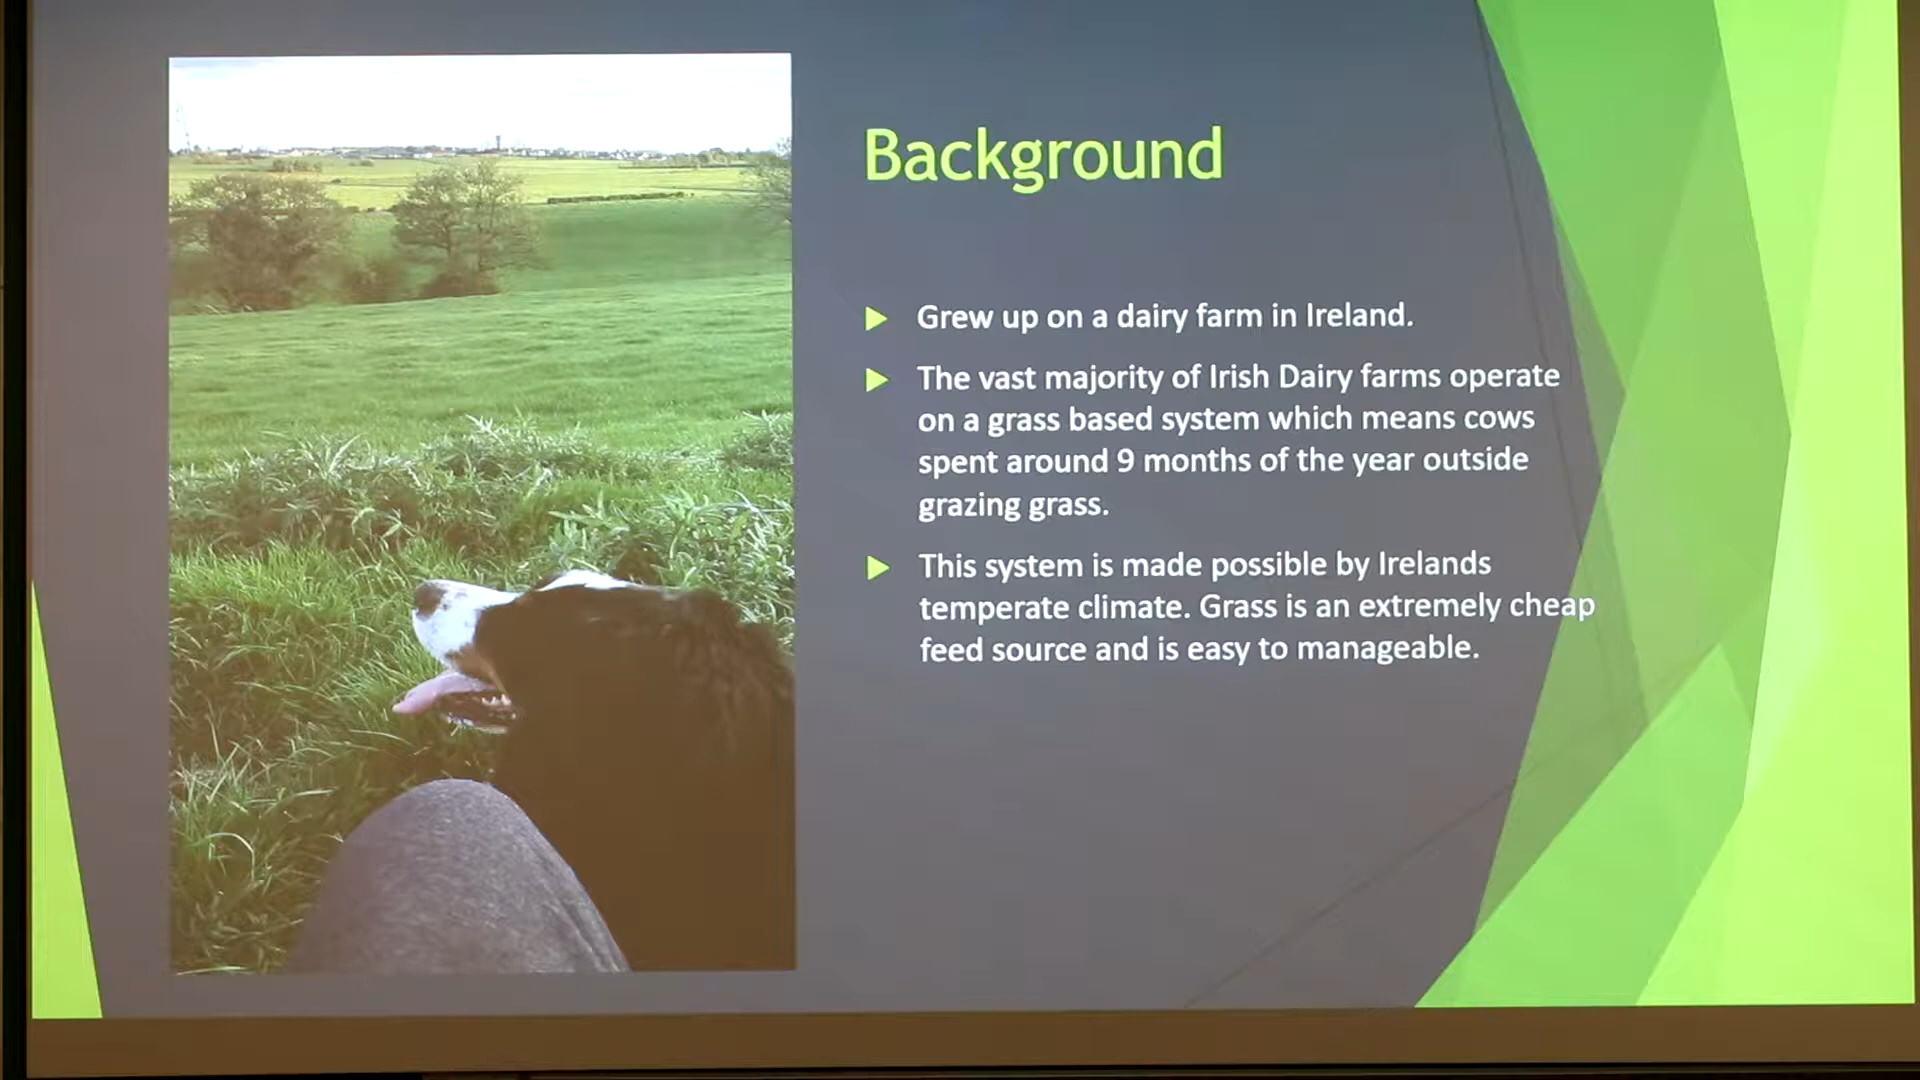 Background
Grew up on a dairy farm in Ireland.
The vast majority of Irish Dairy farms operate
on a grass based system which means cows
spent around 9 months of the year outside
grazing grass.
This system is made possible by Irelands
temperate climate. Grass is an extremely cheap
feed source and is easy to manageable.